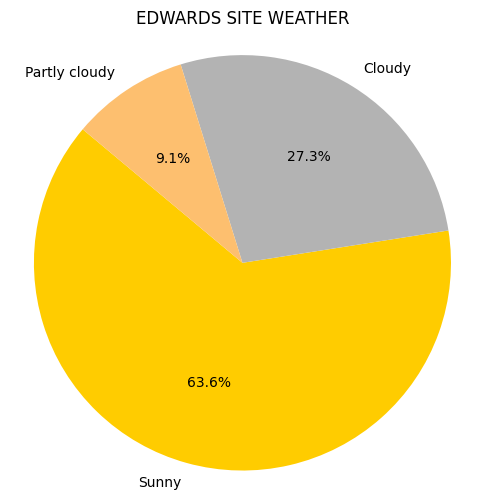 EDWARDS SITE WEATHER
Partly cloudy
Cloudy
9.1%
27.3%
63.6%
Sunny